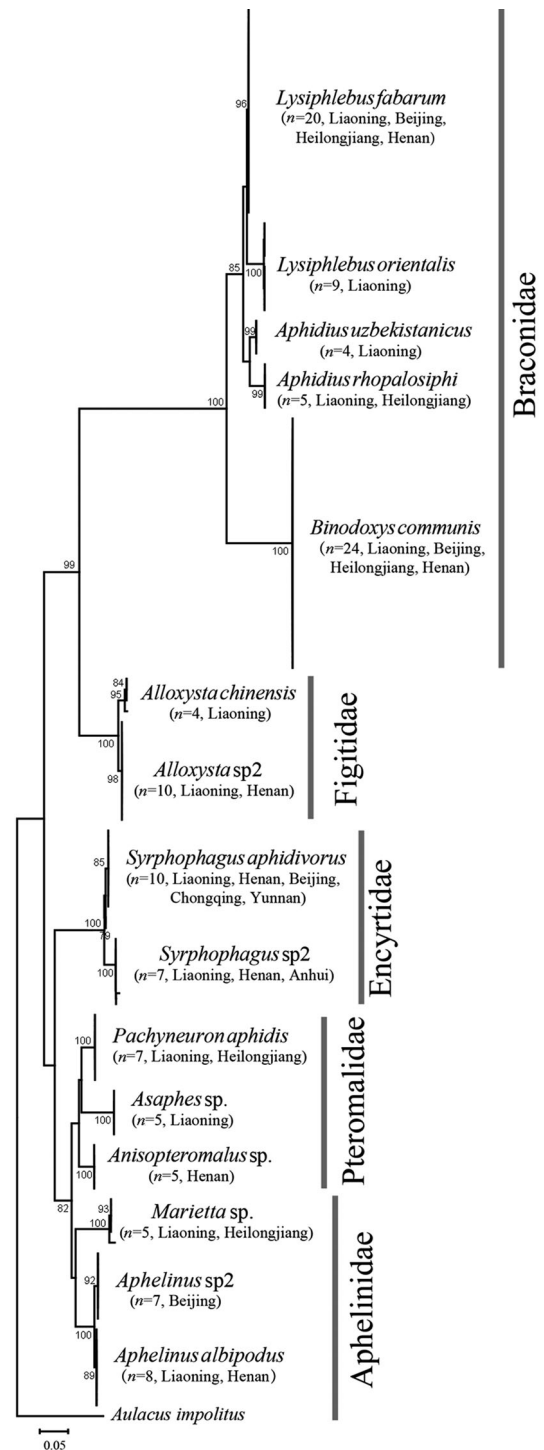 96
Lysiphlebus fabarum
(n=20, Liaoning, Beijing,
Heilongjiang, Henan)
85
100
Lysiphlebus orientalis
(n=9, Liaoning)
99
Aphidius uzbekistanicus
(n=4, Liaoning)
99
Aphidius rhopalosiphi
(n=5, Liaoning, Heilongjiang)
100
Binodoxys communis
(n=24, Liaoning, Beijing,
Heilongjiang, Henan)
100
Braconidae
99
84
95
Alloxysta chinensis
(n=4, Liaoning)
100
98
Alloxysta sp2
(n=10, Liaoning, Henan)
Figitidae
85
Syrphophagus aphidivorus
(n=10, Liaoning, Henan, Beijing,
Chongqing, Yunnan)
100
79
100
Syrphophagus sp2
(n=7, Liaoning, Henan, Anhui)
Encyrtidae
100
Pachyneuron aphidis
(n=7, Liaoning, Heilongjiang)
100
Asaphes sp.
(n=5, Liaoning)
100
Anisopteromalus sp.
(n=5, Henan)
Pteromalidae
82
93
100
Marietta sp.
(n=5, Liaoning, Heilongjiang)
92
Aphelinus sp2
(n=7, Beijing)
100
89
Aphelinus albipodus
(n=8, Liaoning, Henan)
Aphelinidae
Aulacus impolitus
0.05